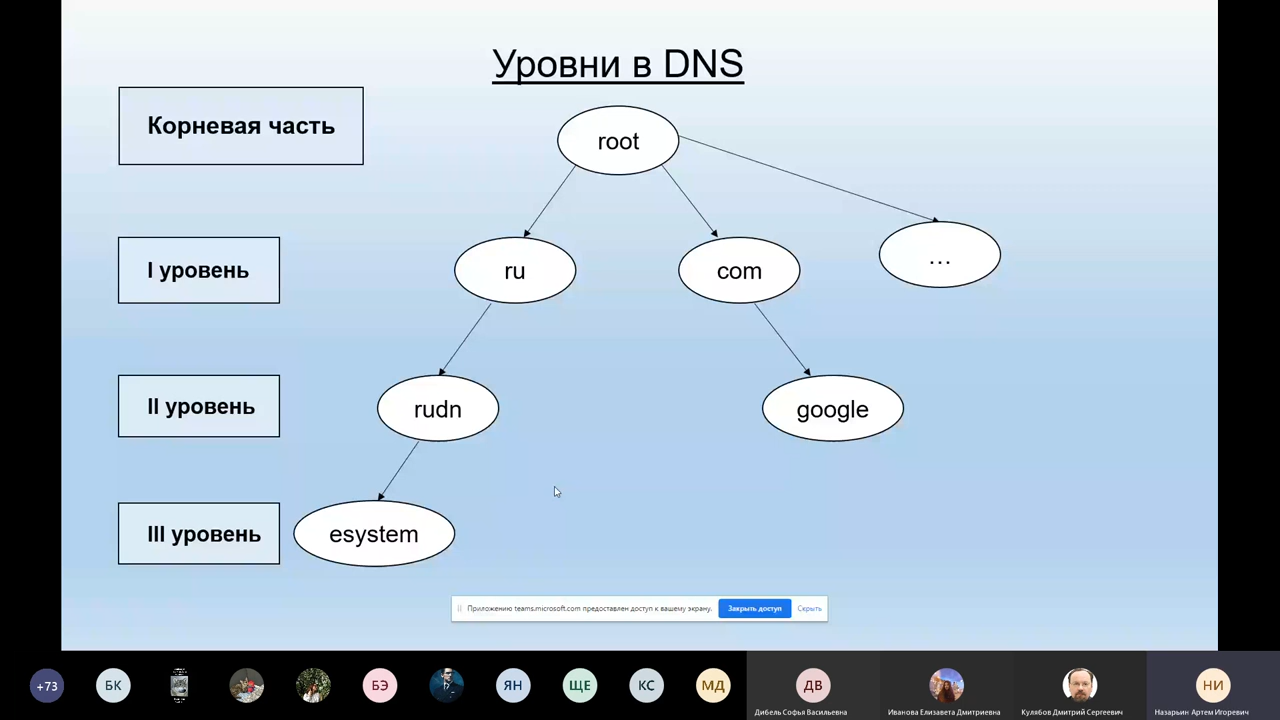 Уровни в DNS
Корневая часть
root
I уровень
ru
com
...
II уровень
rudn
google
III уровень
esystem
Приложению teams.microsoft.com предоставлен доступ к вашему экрану.
Закрыть доступ
Скрыть
+73
БК
БЭ
ЯН
ЩЕ
КС
МД
ДВ
НИ
Дибель Софья Васильевна
Иванова Елизавета Дмитриевна
Кулябов Дмитрий Сергеевич
Назарьин Артем Игоревич